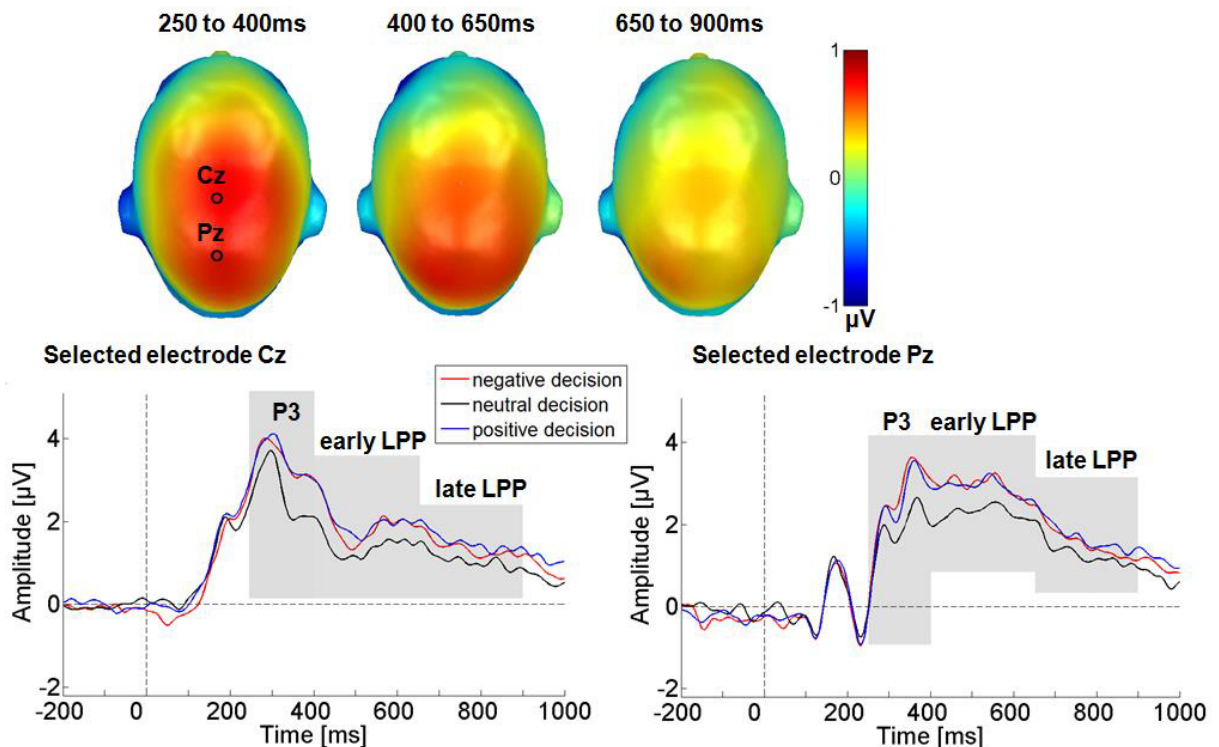 250 to 400ms
400 to 650ms
650 to 900ms
Cz
Pz
1
0
-1
µV
Selected electrode Cz
negative decision
neutral decision
positive decision
P3
early LPP
late LPP
Amplitude [µV]
4
2
0
-2
-200
0
200
400
600
800
1000
Time [ms]
Selected electrode Pz
P3
early LPP
late LPP
Amplitude [µV]
4
2
0
-2
-200
0
200
400
600
800
1000
Time [ms]